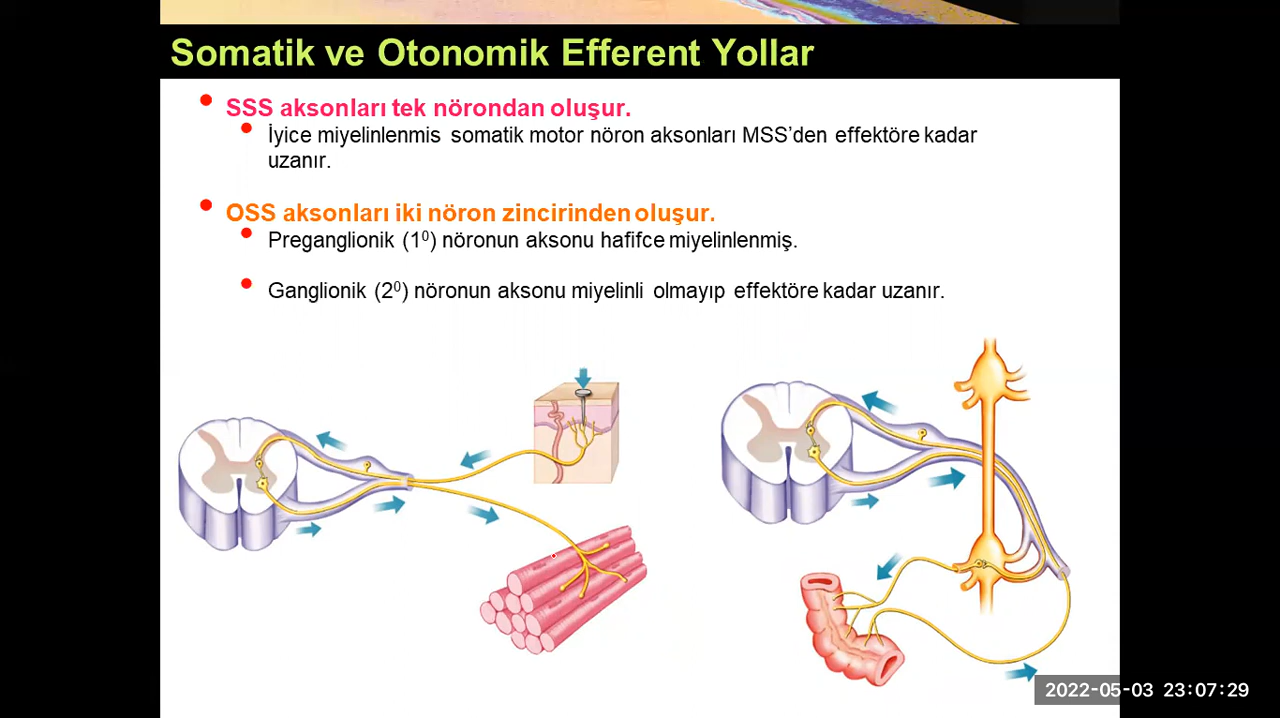 Somatik ve Otonomik Efferent Yollar
SSS aksonları tek nörondan oluşur.
İyice miyelinlenmis somatik motor nöron aksonları MSS’den effektöre kadar
uzanır.
OSS aksonları iki nöron zincirinden oluşur.
Preganglionik (1⁰) nöronun aksonu hafifce miyelinlenmiş.
Ganglionik (2⁰) nöronun aksonu miyelinli olmayıp effektöre kadar uzanır.
2022-05-03 23:07:29